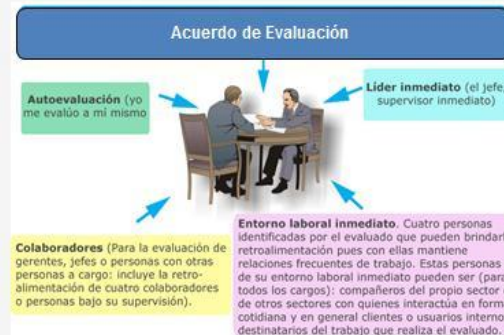 Acuerdo de Evaluación
Autoevaluación (yo
me evalúo a mí mismo
Líder inmediato (el jefe,
supervisor inmediato)
Colaboradores (Para la evaluación de
gerentes, jefes o personas con otras
personas a cargo: incluye la retro-
alimentación de cuatro colaboradores
o personas bajo su supervisión).
Entorno laboral inmediato. Cuatro personas
identificadas por el evaluado que pueden brindar
retroalimentación pues con ellas mantiene
relaciones frecuentes de trabajo. Estas personas
de su entorno laboral inmediato pueden ser (para
todos los cargos): compañeros del propio sector
de otros sectores con quienes interactúa en form
cotidiana y en general clientes o usuarios interno
destinatarios del trabajo que realiza el evaluado.